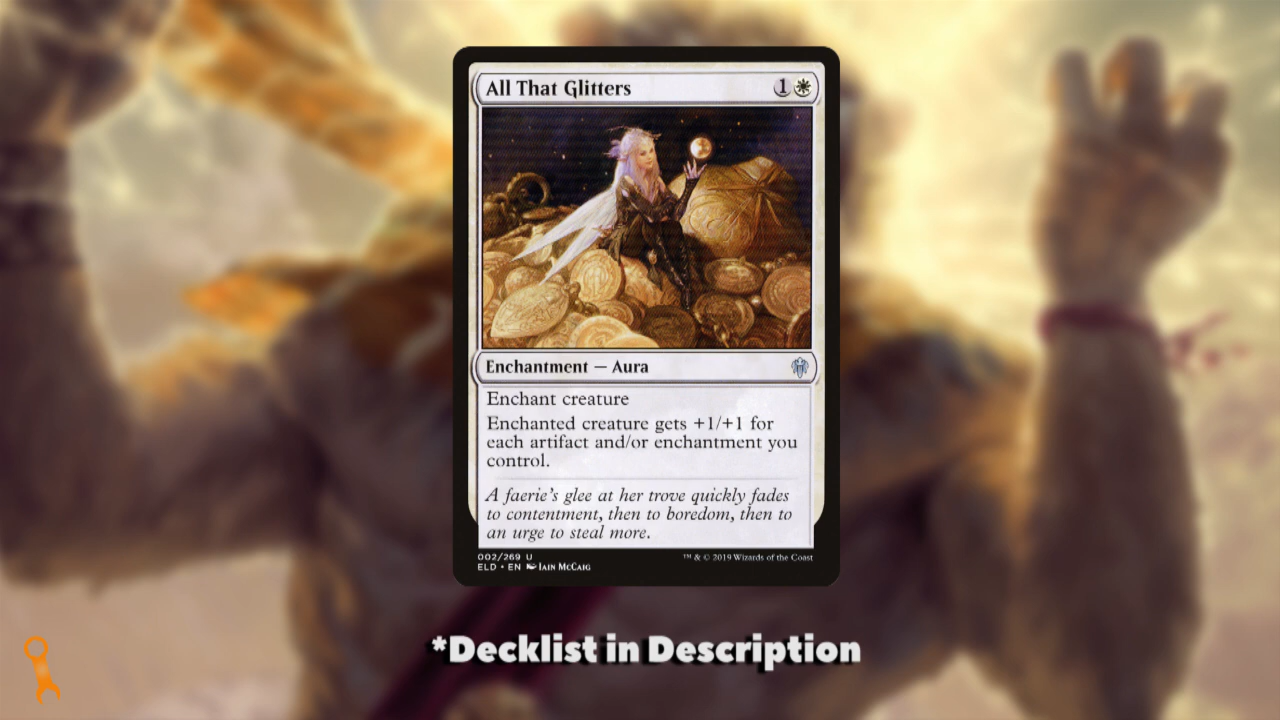 All That Glitters 1
Enchantment — Aura
Enchant creature
Enchanted creature gets +1/+1 for
each artifact and/or enchantment you
control.
A faerie's glee at her trove quickly fades
to contentment, then to boredom, then to
an urge to steal more.
002/269 U
ELD • EN Iain McCaig
™ & © 2019 Wizards of the Coast
*Decklist in Description